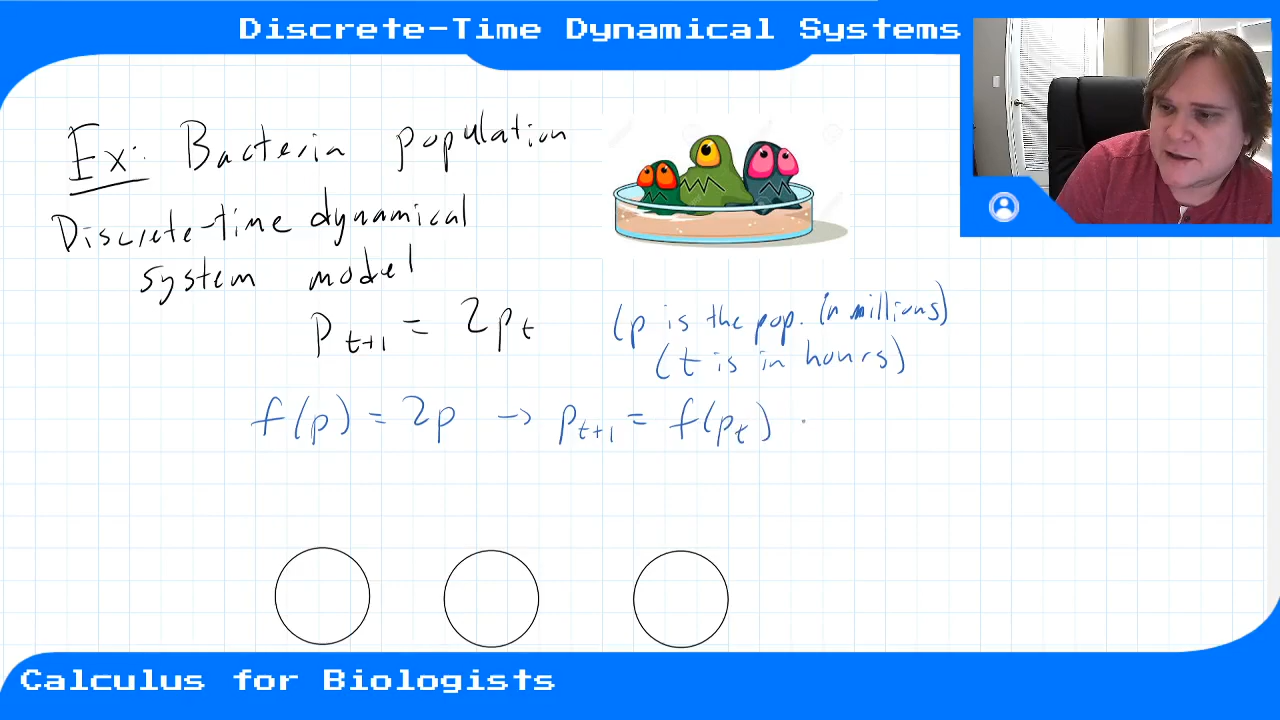 Discrete-Time Dynamical Systems
Ex: Bacteria population
Discrete-time dynamical
system model
p_{t+1} = 2p_t
(p is the pop. in millions)
(t is in hours)
f(p) = 2p → p_{t+1} = f(p_t)
Calculus for Biologists